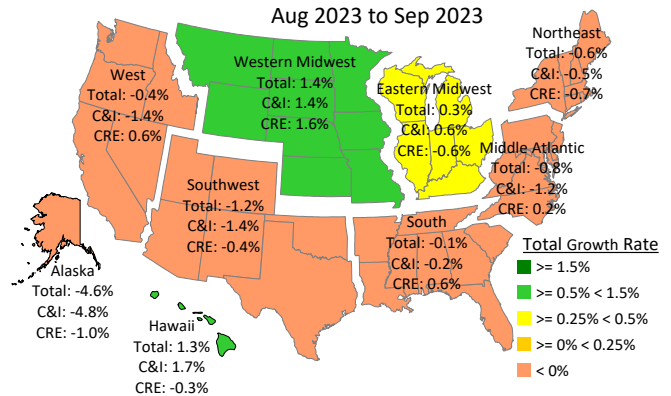 Aug 2023 to Sep 2023
Northeast
Total: -0.6%
C&I: -0.5%
CRE: -0.7%
West
Total: -0.4%
C&I: -1.4%
CRE: 0.6%
Western Midwest
Total: 1.4%
C&I: 1.4%
CRE: 1.6%
Eastern Midwest
Total: 0.3%
C&I: 0.6%
CRE: -0.6%
Middle Atlantic
Total: -0.8%
C&I: -1.2%
CRE: 0.2%
Southwest
Total: -1.2%
C&I: -1.4%
CRE: -0.4%
South
Total: -0.1%
C&I: -0.2%
CRE: 0.6%
Alaska
Total: -4.6%
C&I: -4.8%
CRE: -1.0%
Hawaii
Total: 1.3%
C&I: 1.7%
CRE: -0.3%
Total Growth Rate
>= 1.5%
>= 0.5% < 1.5%
>= 0.25% < 0.5%
>= 0% < 0.25%
< 0%